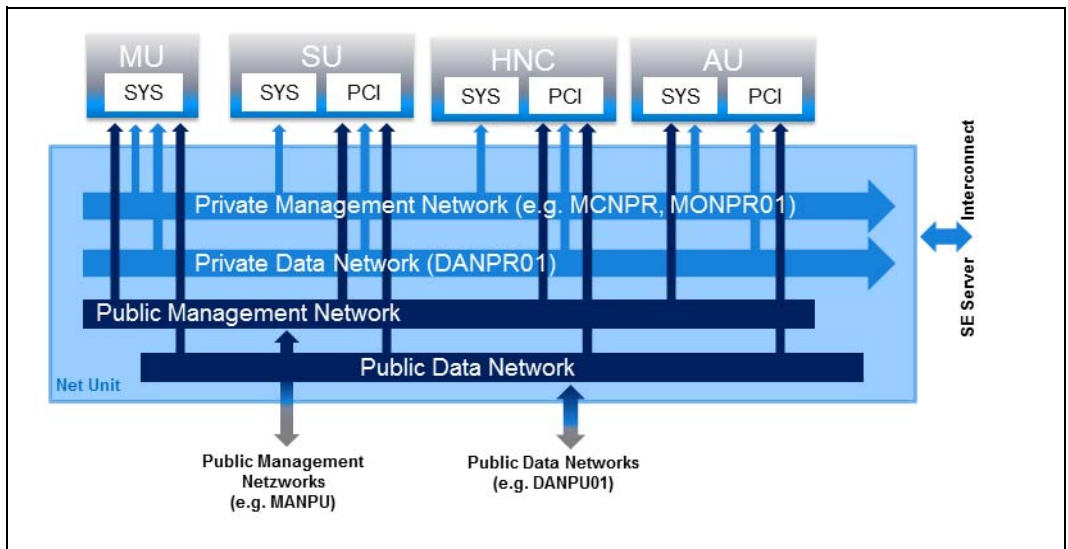 MU
SU
HNC
AU
SYS
SYS
PCI
SYS
PCI
SYS
PCI
Private Management Network (e.g. MCNPR, MONPR01)
Private Data Network (DANPR01)
Public Management Network
Public Data Network
Net Unit
SE Server Interconnect
Public Management
Netzworks
(e.g. MANPU)
Public Data Networks
(e.g. DANPU01)